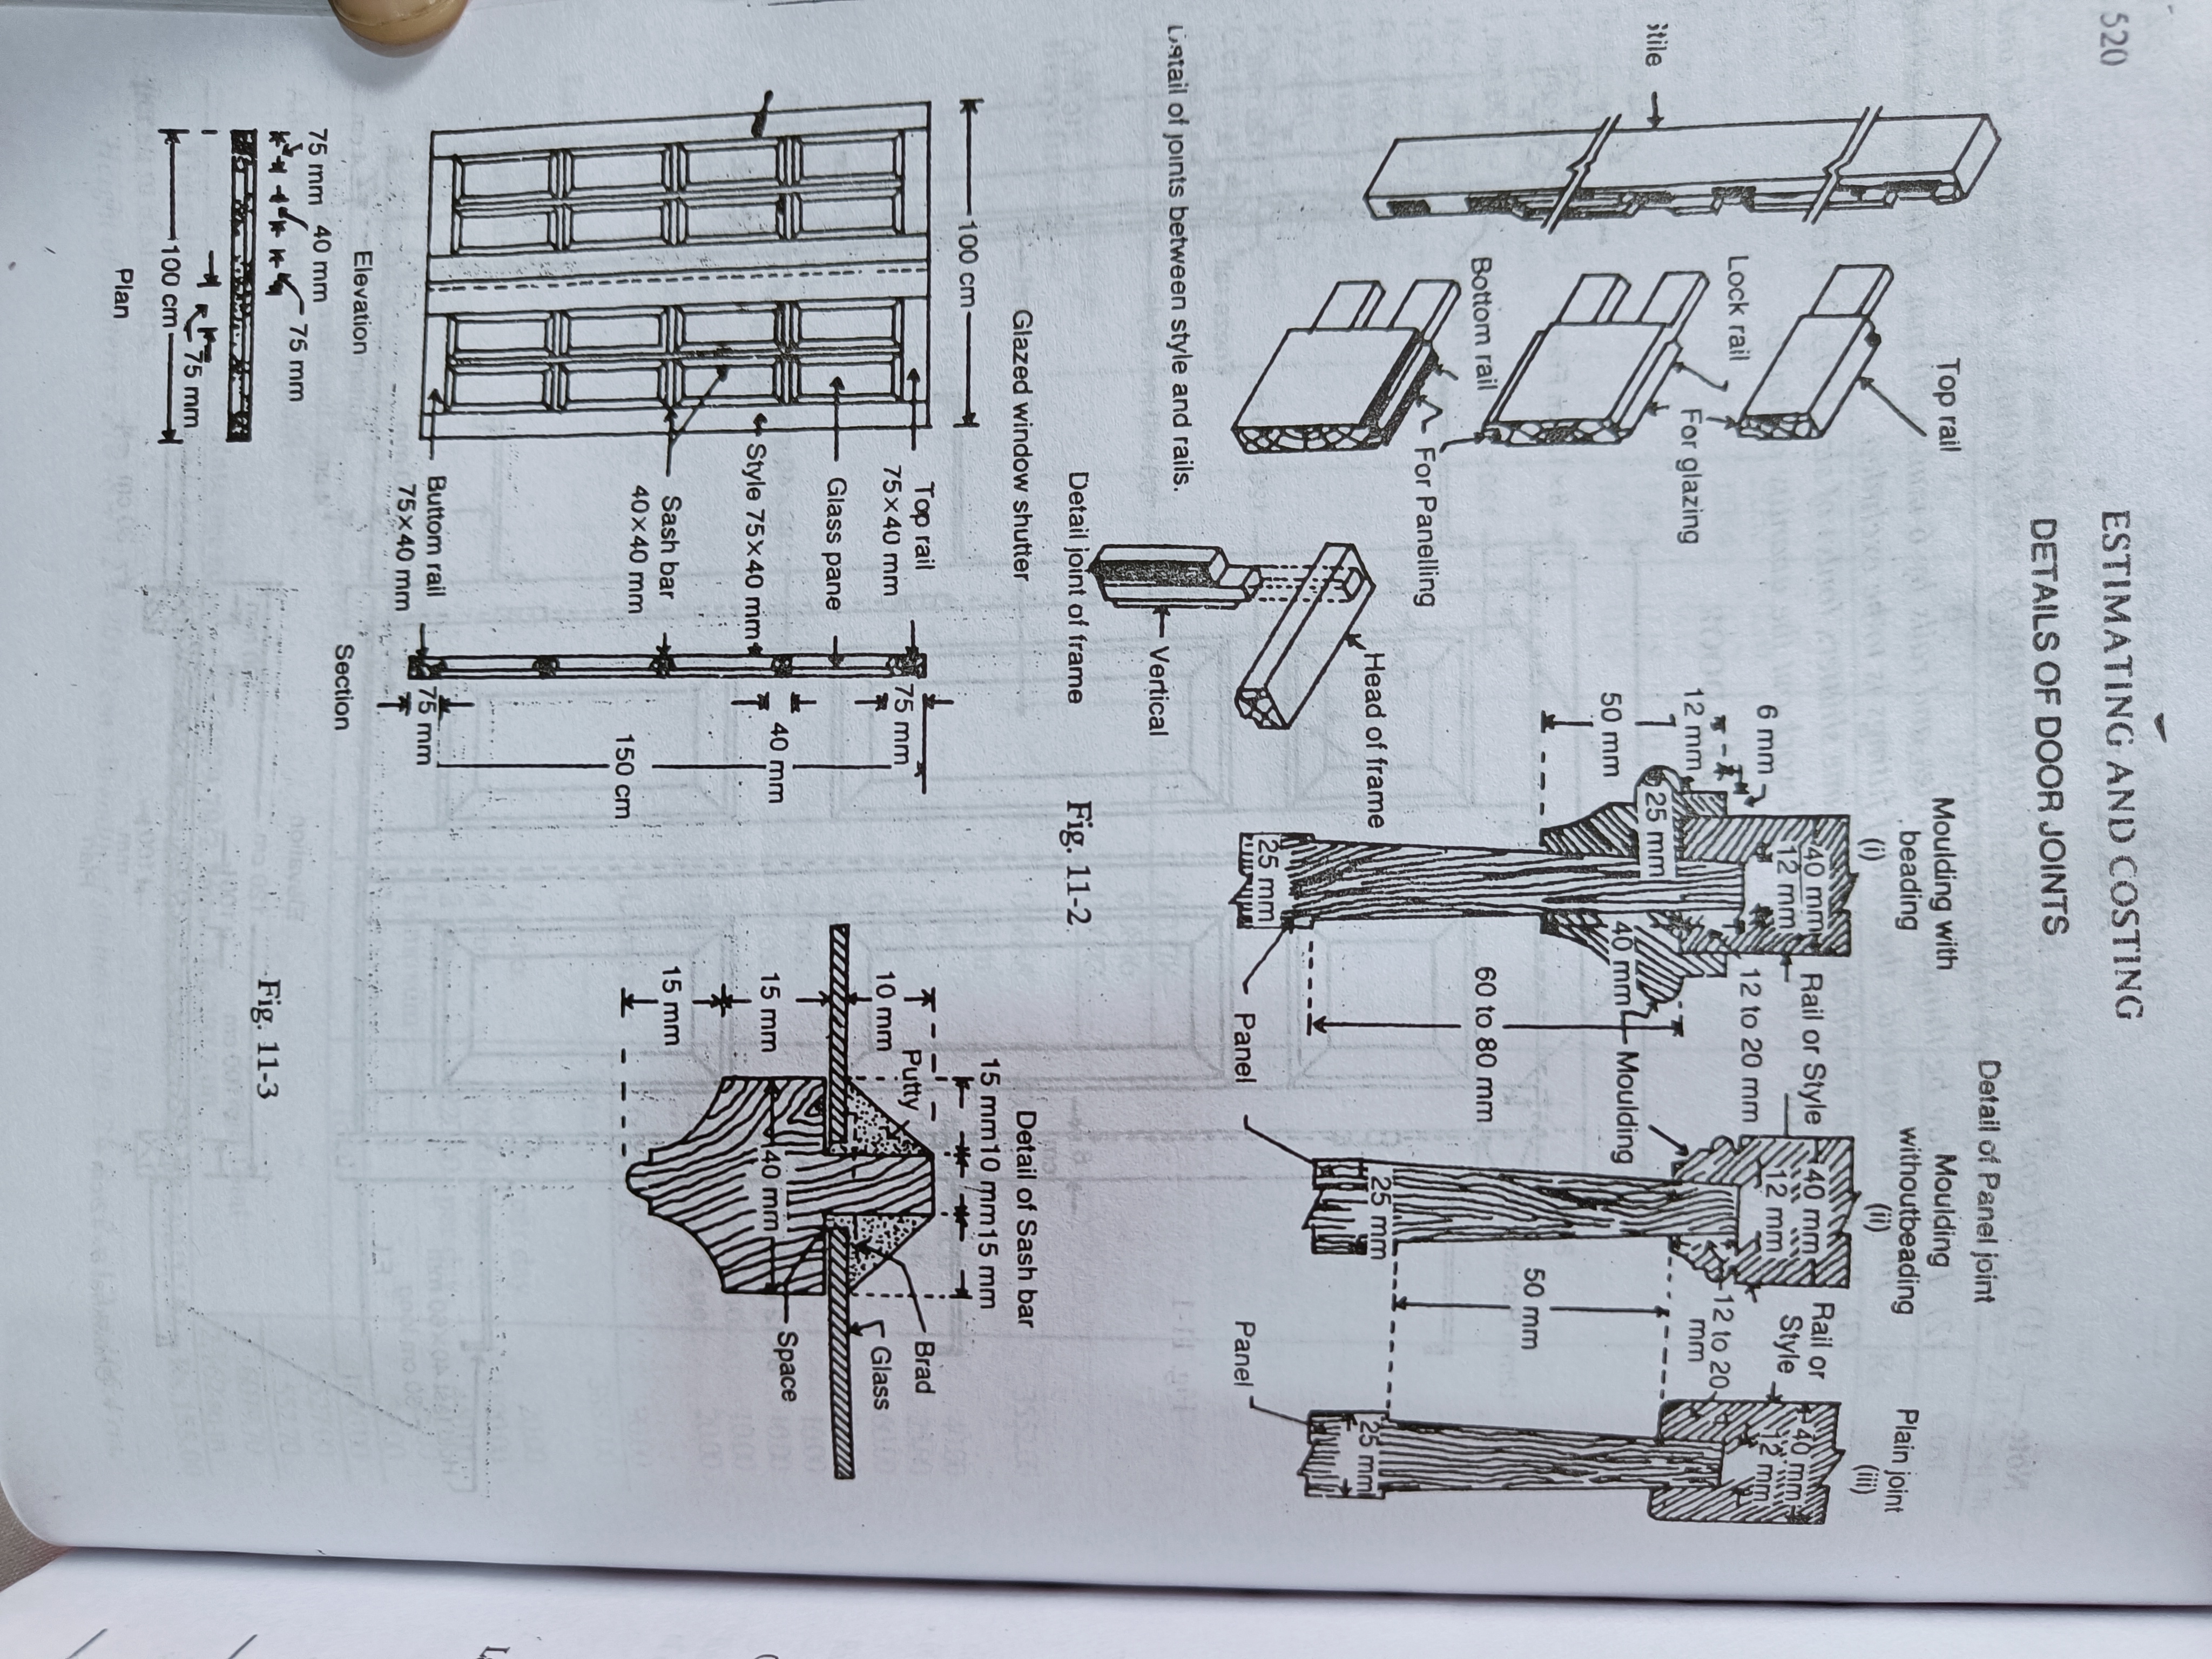 520
ESTIMATING AND COSTING
DETAILS OF DOOR JOINTS
Detail of Panel joint
Top rail
Moulding with
beading
(i)
Moulding
withoutbeading
(ii)
Plain joint
(iii)
Lock rail
For glazing
Bottom rail
For Panelling
Head of frame
Vertical
6 mm
12 mm
50 mm
40 mm
12 mm
25 mm
40 mm
25 mm
Rail or Style
12 to 20 mm
Moulding
60 to 80 mm
Panel
40 mm
12 mm
25 mm
Rail or
Style
12 to 20
mm
50 mm
Panel
40 mm
12 mm
25 mm
Detail of joints between style and rails.
Detail joint of frame
Fig. 11-2
Glazed window shutter
Detail of Sash bar
100 cm
Top rail
75×40 mm
Glass pane
Style 75×40 mm
Sash bar
40×40 mm
Buttom rail
75×40 mm
75 mm
40 mm
150 cm
75 mm
15 mm10 mm15 mm
Putty
10 mm
15 mm
15 mm
40 mm
Brad
Glass
Space
Elevation
Section
75 mm 40 mm
75 mm
75 mm
100 cm
Plan
Fig. 11-3